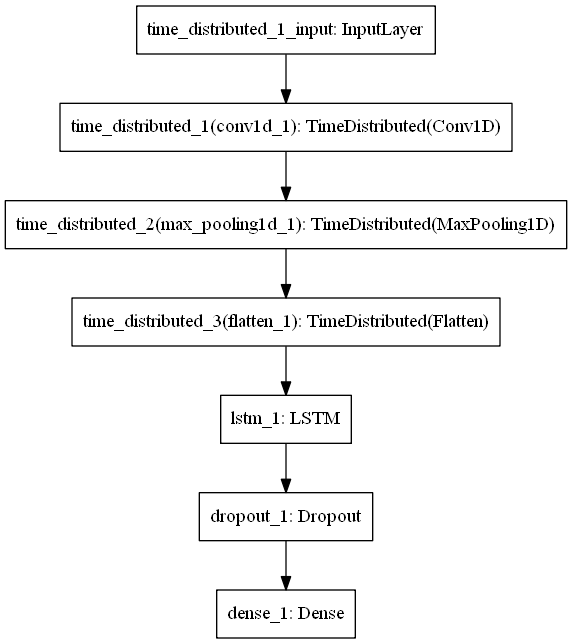 time_distributed_1_input: InputLayer
time_distributed_1(conv1d_1): TimeDistributed(Conv1D)
time_distributed_2(max_pooling1d_1): TimeDistributed(MaxPooling1D)
time_distributed_3(flatten_1): TimeDistributed(Flatten)
lstm_1: LSTM
dropout_1: Dropout
dense_1: Dense